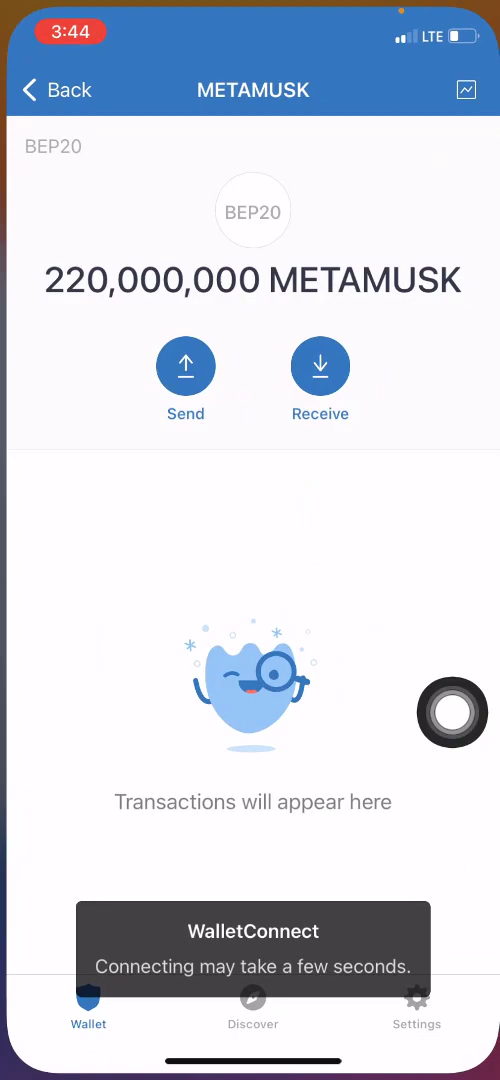 3:44
LTE
Back
METAMUSK
BEP20
BEP20
220,000,000 METAMUSK
Send
Receive
Transactions will appear here
WalletConnect
Connecting may take a few seconds.
Wallet
Discover
Settings